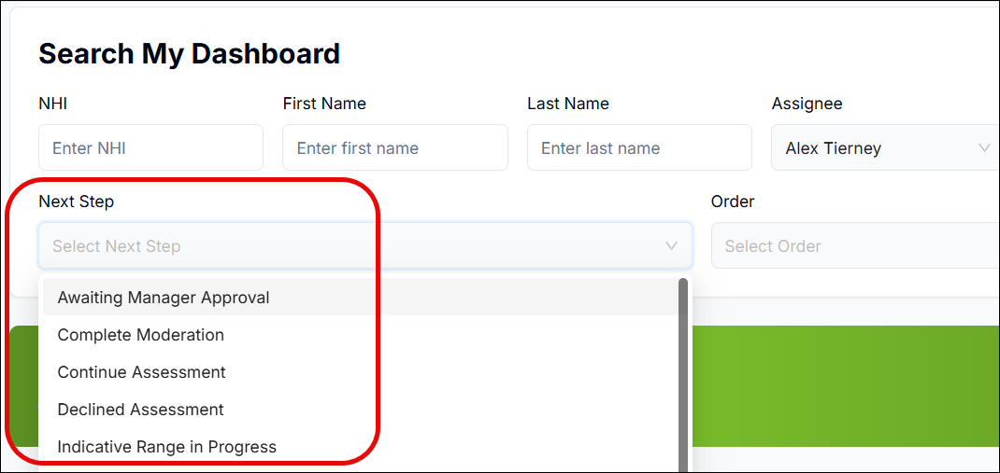 Search My Dashboard
NHI First Name Last Name Assignee
Enter NHI Enter first name Enter last name Alex Tierney
Next Step Order
Select Next Step Select Order
Awaiting Manager Approval
Complete Moderation
Continue Assessment
Declined Assessment
Indicative Range in Progress